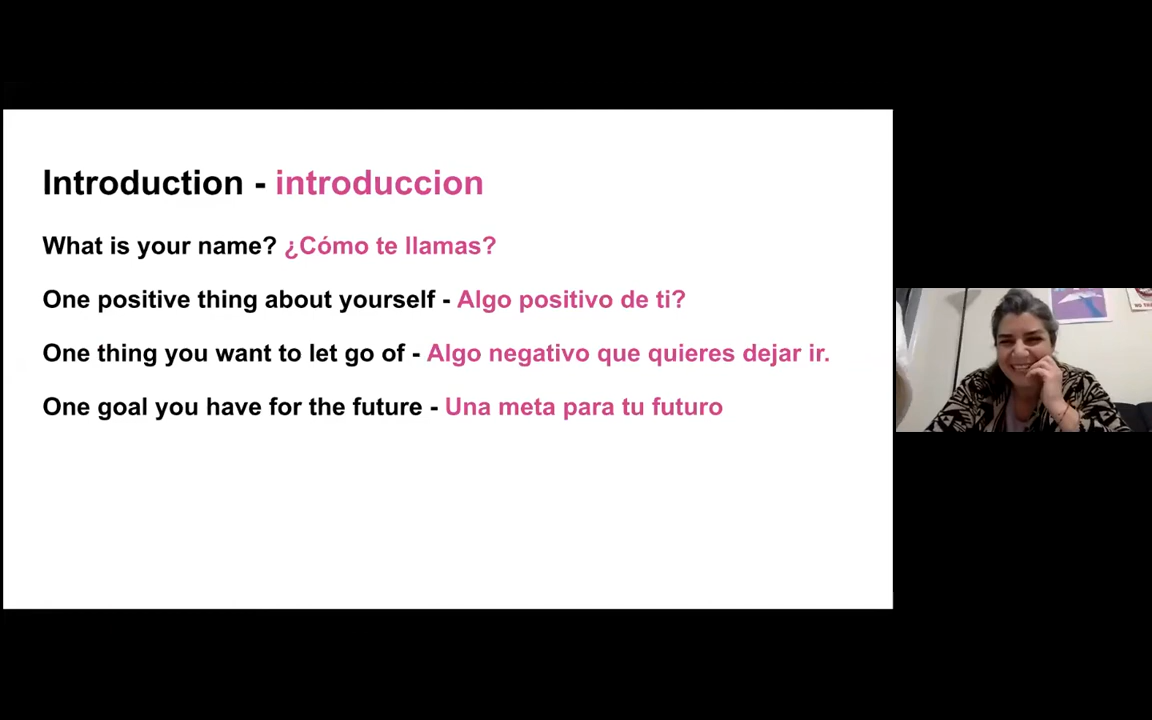 Introduction - introduccion
What is your name? ¿Cómo te llamas?
One positive thing about yourself - Algo positivo de ti?
One thing you want to let go of - Algo negativo que quieres dejar ir.
One goal you have for the future - Una meta para tu futuro